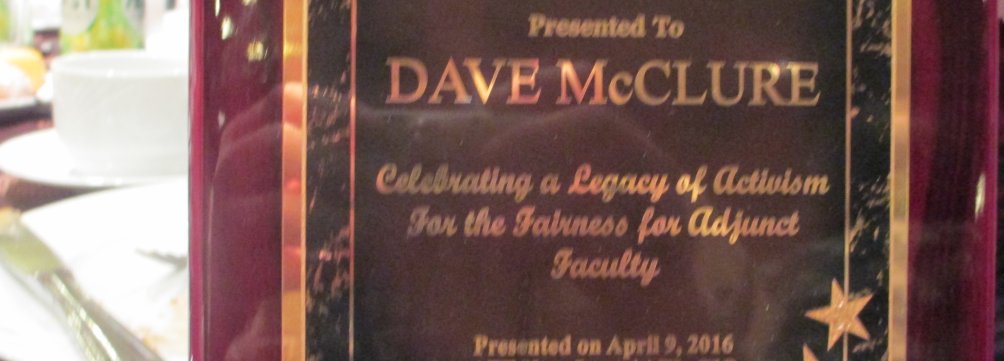 Presented To
DAVE McCLURE
Celebrating a Legacy of Activism
For the Fairness for Adjunct
Faculty
Presented on April 9, 2016